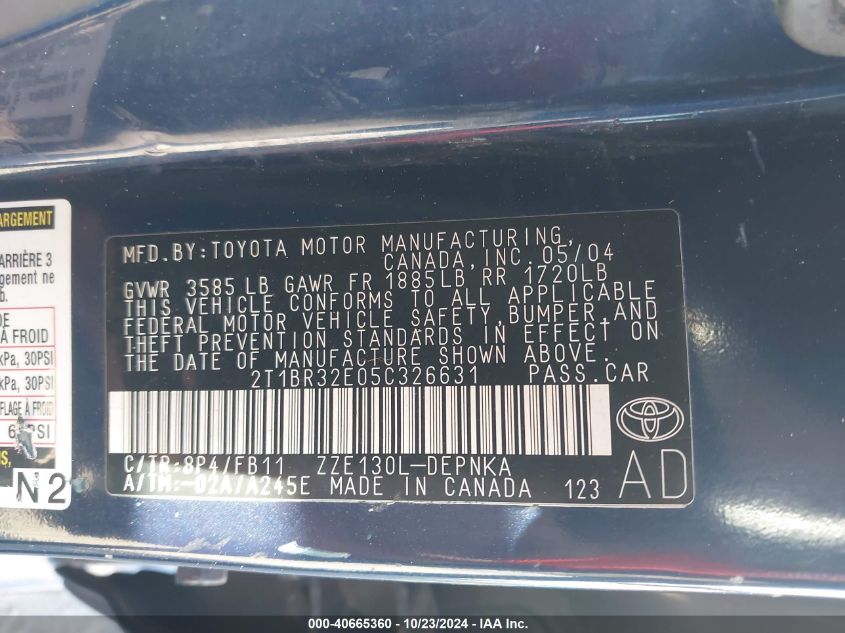 ARGEMENT
ARRIÈRE 3
gement ne
b.
DE
À FROID
kPa, 30PSI
kPa, 30PSI
FLAGE À FROID
PSI
N2
MFD.BY:TOYOTA MOTOR MANUFACTURING,
CANADA,INC. 05/04
GVWR 3585 LB GAWR FR 1885LB RR 1720LB
THIS VEHICLE CONFORMS TO ALL APPLICABLE
FEDERAL MOTOR VEHICLE SAFETY,BUMPER,AND
THEFT PREVENTION STANDARDS IN EFFECT ON
THE DATE OF MANUFACTURE SHOWN ABOVE.
2T1BR32E05C326631 PASS.CAR
C/TR:8P4/FB11 ZZE130L-DEPNKA
A/TM:-02A/A245E MADE IN CANADA 123
AD
000-40665360 - 10/23/2024 - IAA Inc.